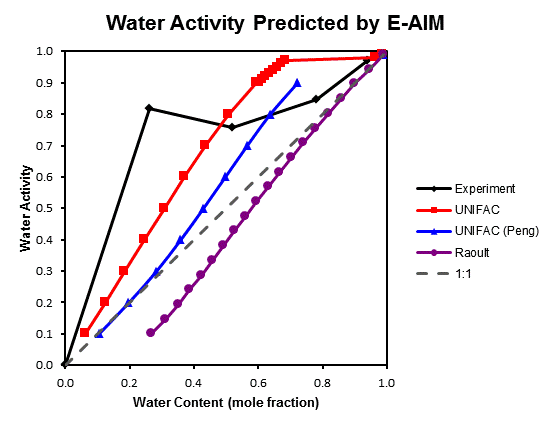 Water Activity Predicted by E-AIM
1.0
0.9
0.8
0.7
0.6
0.5
0.4
0.3
0.2
0.1
0.0
Water Activity
0.0 0.2 0.4 0.6 0.8 1.0
Water Content (mole fraction)
Experiment
UNIFAC
UNIFAC (Peng)
Raoult
1:1